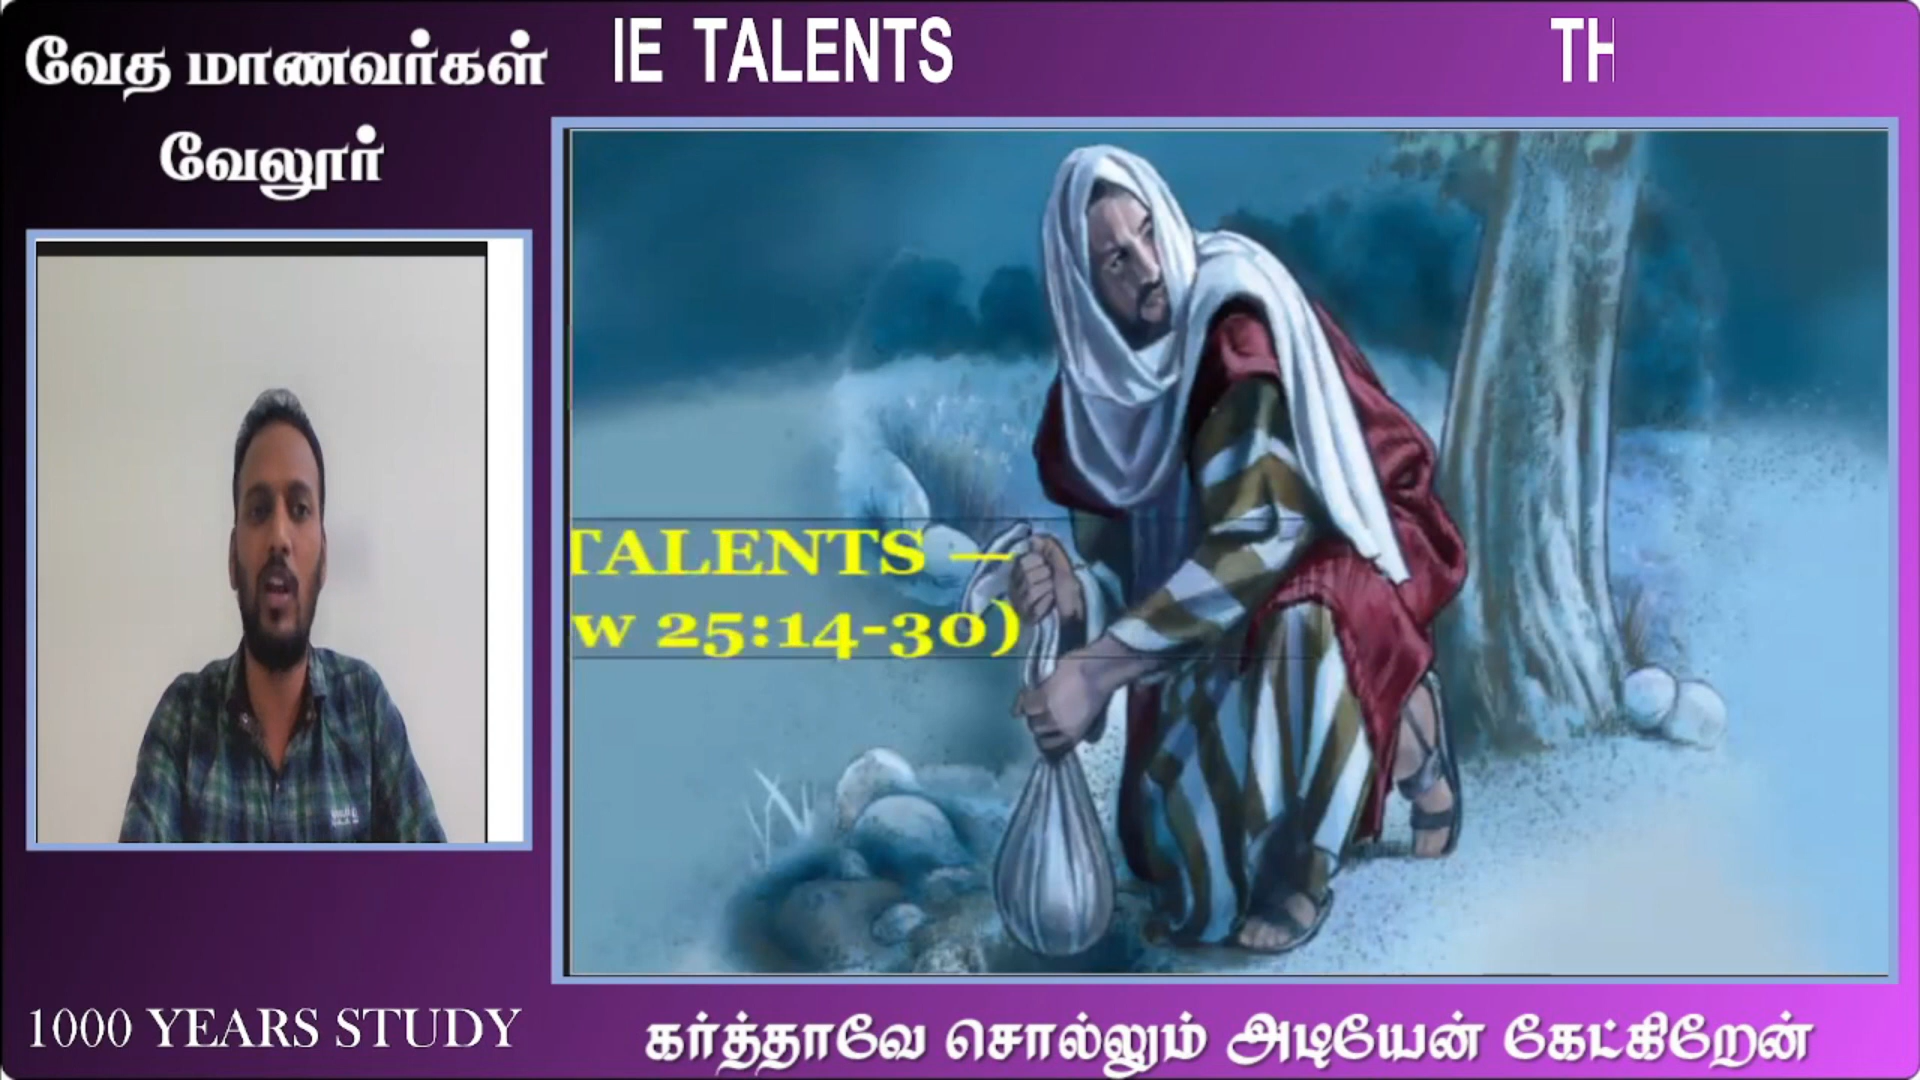 வேத மாணவர்கள்
வேலூர்
IE TALENTS
TH
TALENTS –
w 25:14-30)
1000 YEARS STUDY
கர்த்தாவே சொல்லும் அடியேன் கேட்கிறேன்